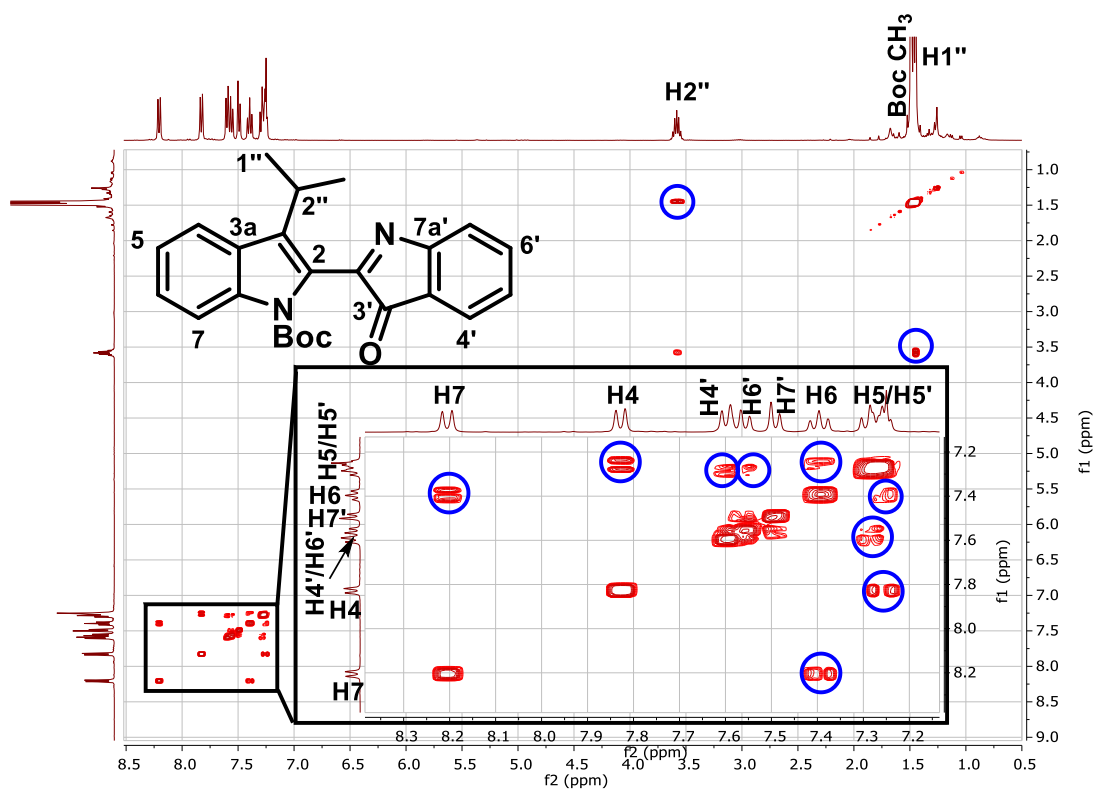 Boc CH3
H1''
H2''
1''
2''
3a
5
2
N
7a'
6'
3'
7
N
Boc
O
4'
1.0
1.5
2.0
2.5
3.0
3.5
4.0
4.5
5.0
5.5
6.0
6.5
7.0
7.5
8.0
8.5
9.0
f1 (ppm)
H7
H4
H4'
H6'
H7'
H6
H5/H5'
H5/H5'
H6
H7'
H4'/H6'
H4
H7
7.2
7.4
7.6
7.8
8.0
8.2
f1 (ppm)
8.3 8.2 8.1 8.0 7.9 7.8 7.7 7.6 7.5 7.4 7.3 7.2
f2 (ppm)
8.5 8.0 7.5 7.0 6.5 6.0 5.5 5.0 4.5 4.0 3.5 3.0 2.5 2.0 1.5 1.0 0.5
f2 (ppm)